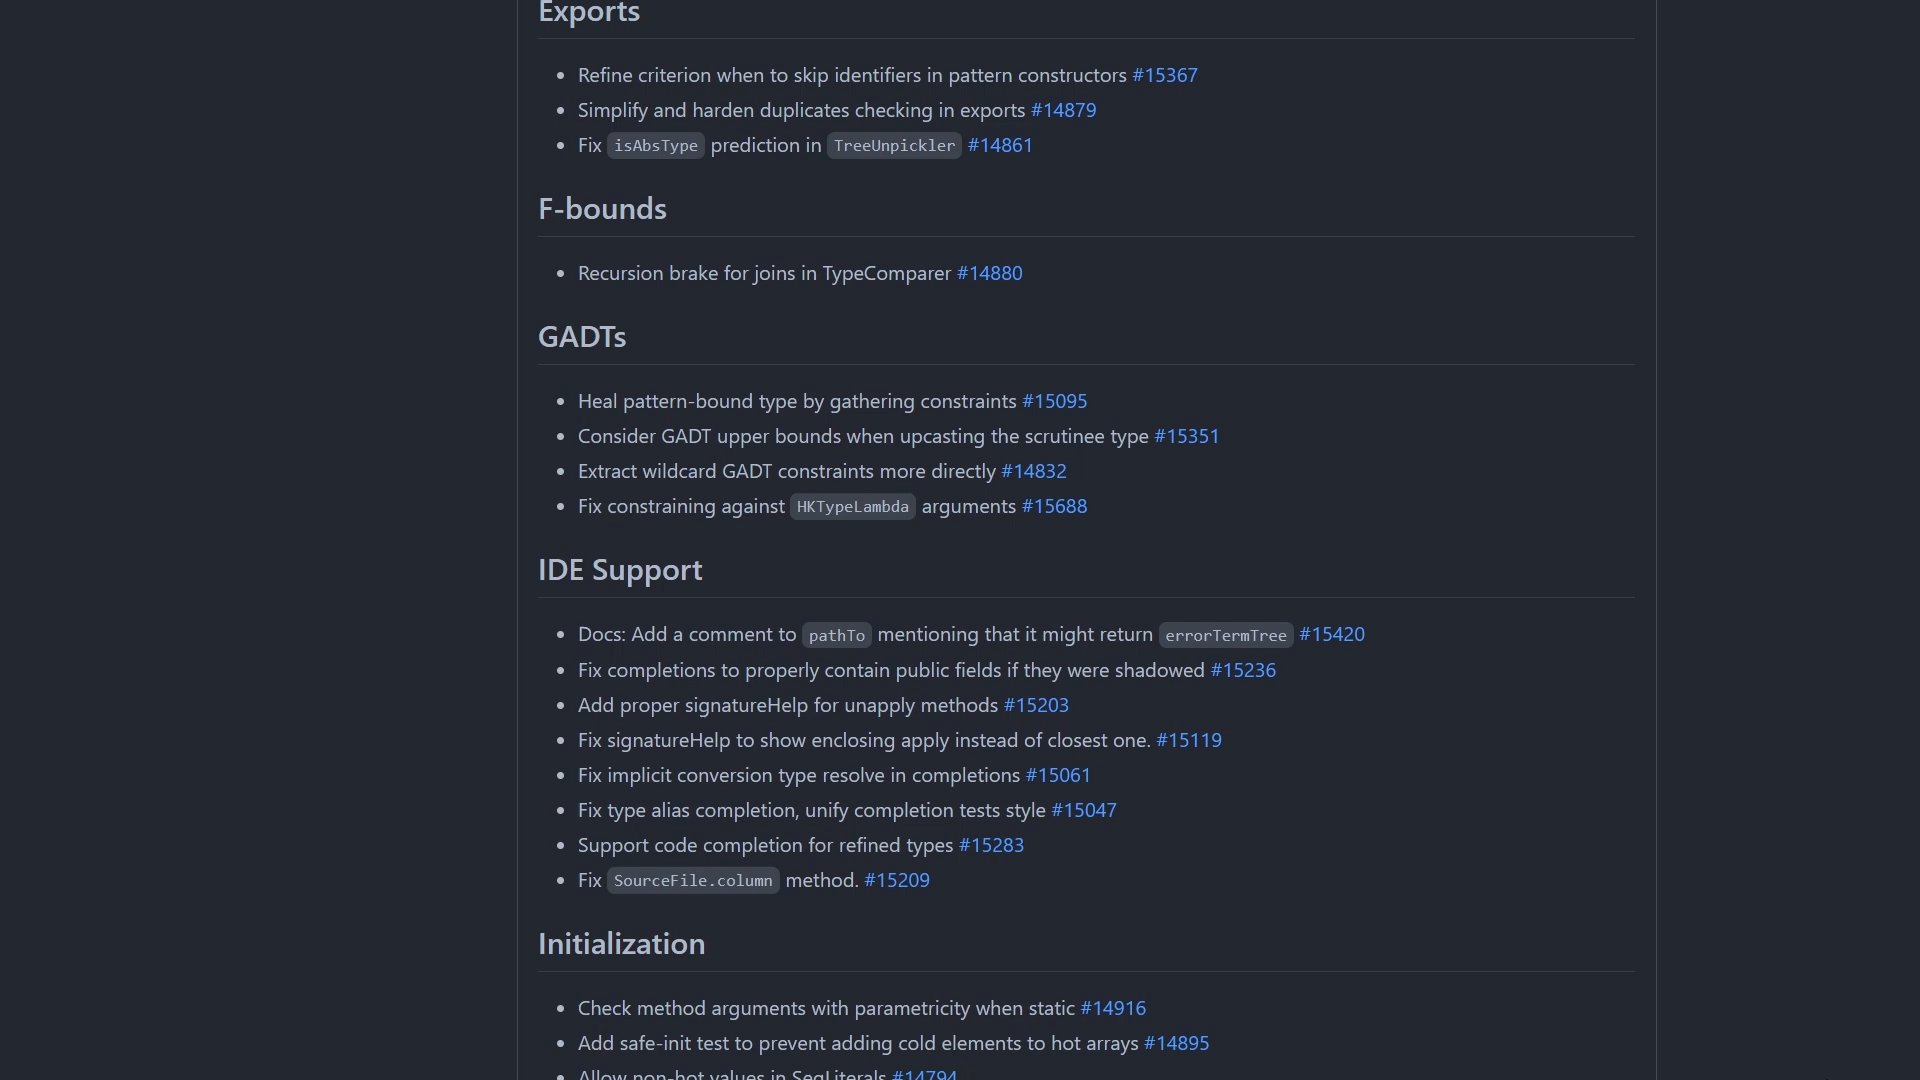 Exports
Refine criterion when to skip identifiers in pattern constructors #15367
Simplify and harden duplicates checking in exports #14879
Fix isAbsType prediction in TreeUnpickler #14861
F-bounds
Recursion brake for joins in TypeComparer #14880
GADTs
Heal pattern-bound type by gathering constraints #15095
Consider GADT upper bounds when upcasting the scrutinee type #15351
Extract wildcard GADT constraints more directly #14832
Fix constraining against HKTypeLambda arguments #15688
IDE Support
Docs: Add a comment to pathTo mentioning that it might return errorTermTree #15420
Fix completions to properly contain public fields if they were shadowed #15236
Add proper signatureHelp for unapply methods #15203
Fix signatureHelp to show enclosing apply instead of closest one. #15119
Fix implicit conversion type resolve in completions #15061
Fix type alias completion, unify completion tests style #15047
Support code completion for refined types #15283
Fix SourceFile.column method. #15209
Initialization
Check method arguments with parametricity when static #14916
Add safe-init test to prevent adding cold elements to hot arrays #14895
Allow non-hot values in SeqLiterals #14794